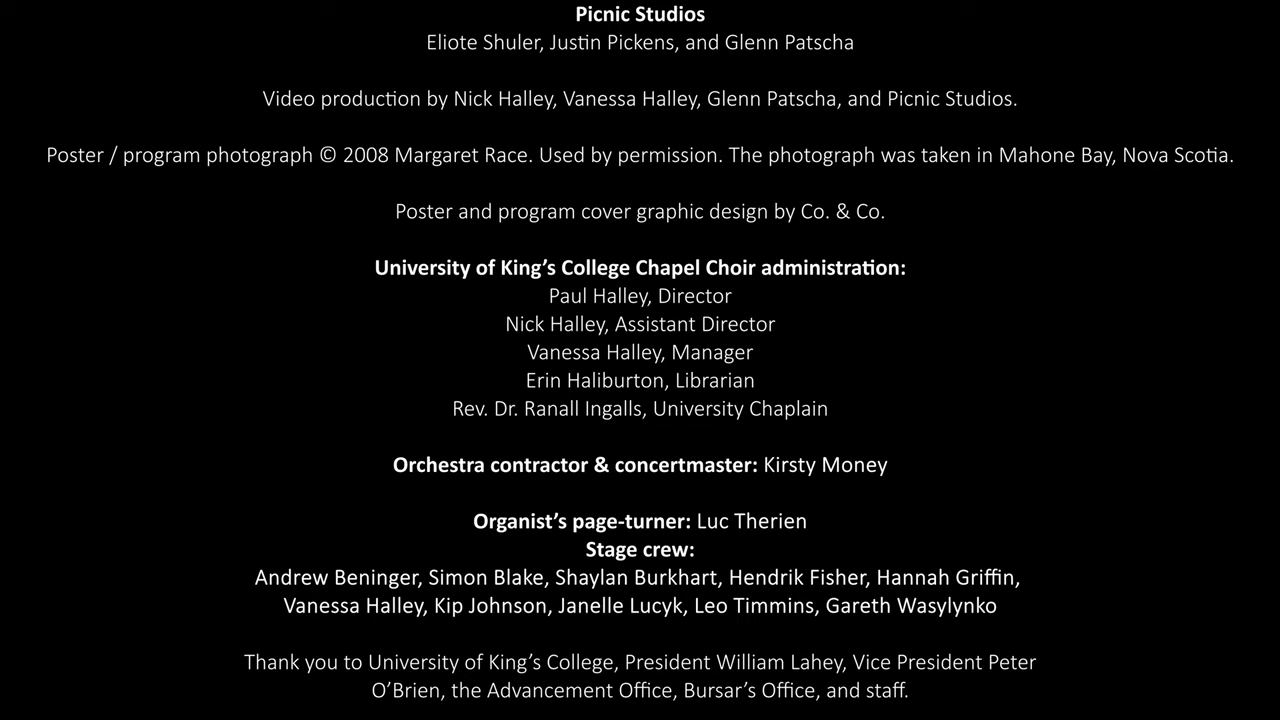 Picnic Studios
Eliote Shuler, Justin Pickens, and Glenn Patscha
Video production by Nick Halley, Vanessa Halley, Glenn Patscha, and Picnic Studios.
Poster / program photograph © 2008 Margaret Race. Used by permission. The photograph was taken in Mahone Bay, Nova Scotia.
Poster and program cover graphic design by Co. & Co.
University of King’s College Chapel Choir administration:
Paul Halley, Director
Nick Halley, Assistant Director
Vanessa Halley, Manager
Erin Haliburton, Librarian
Rev. Dr. Ranall Ingalls, University Chaplain
Orchestra contractor & concertmaster: Kirsty Money
Organist’s page-turner: Luc Therien
Stage crew:
Andrew Beninger, Simon Blake, Shaylan Burkhart, Hendrik Fisher, Hannah Griffin,
Vanessa Halley, Kip Johnson, Janelle Lucyk, Leo Timmins, Gareth Wasylynko
Thank you to University of King’s College, President William Lahey, Vice President Peter
O’Brien, the Advancement Office, Bursar’s Office, and staff.